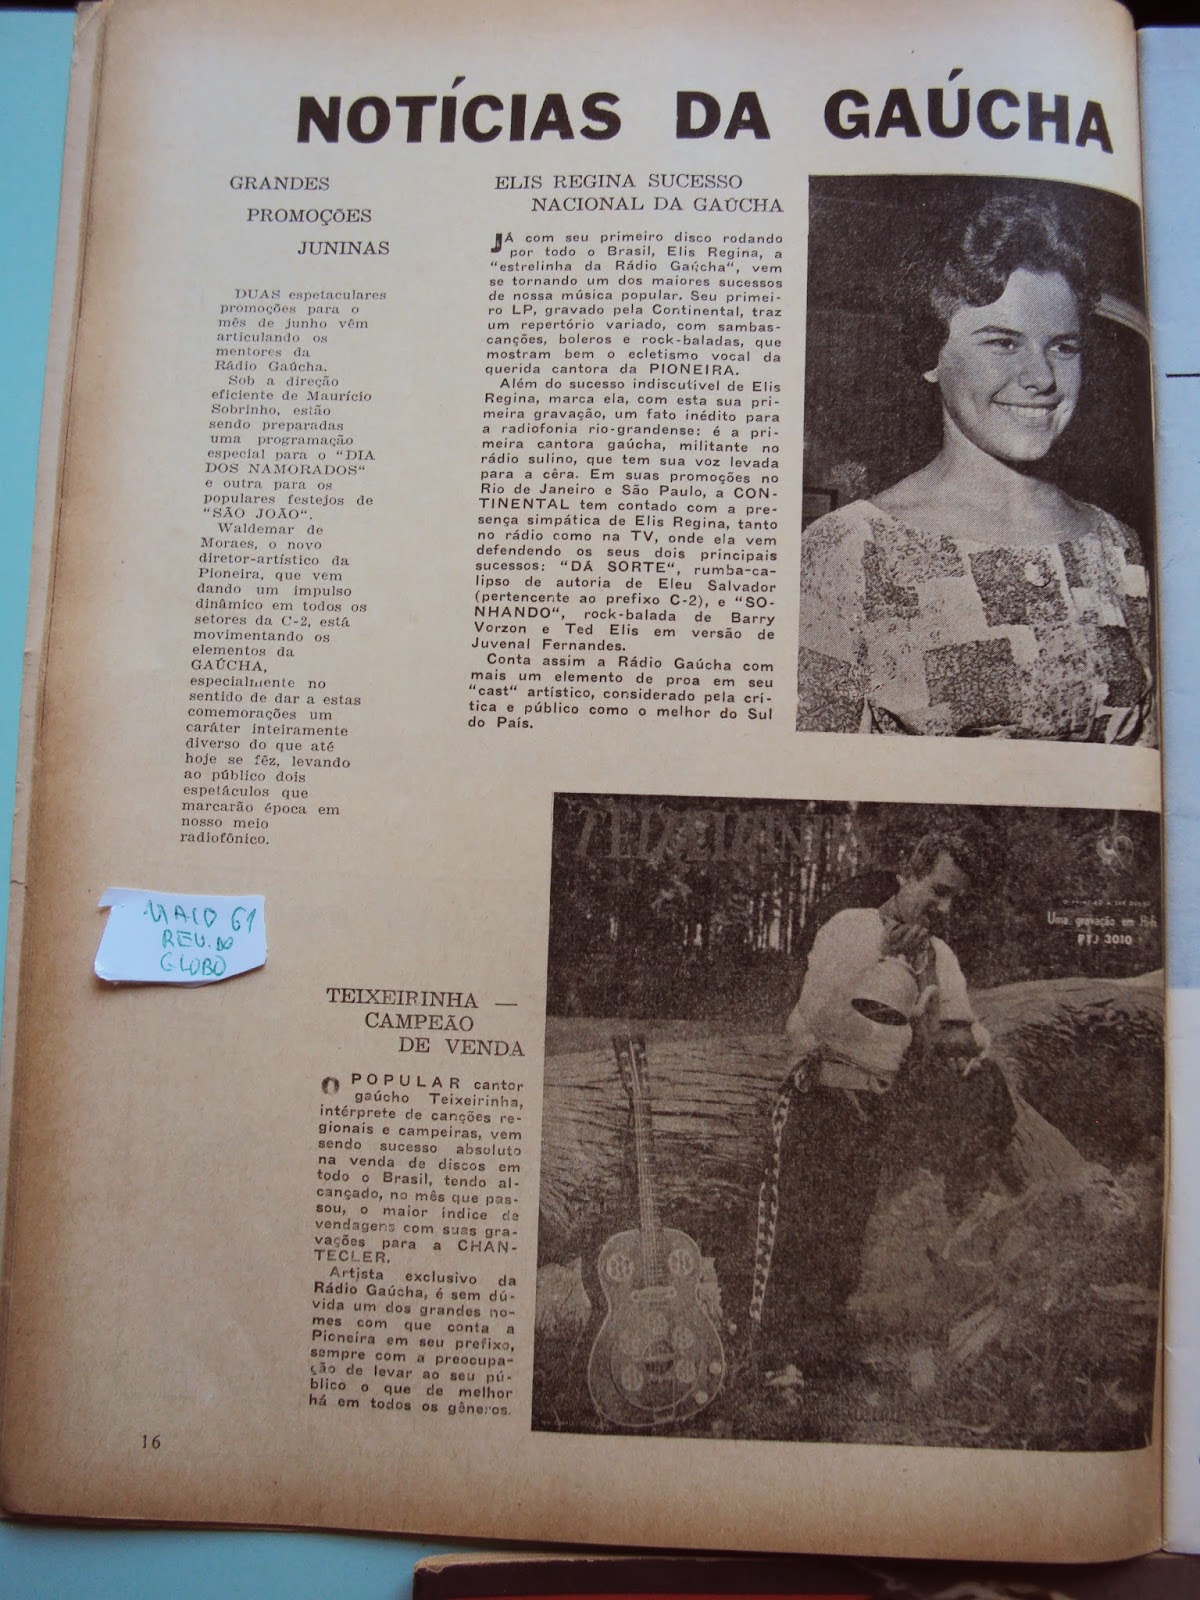 NOTÍCIAS DA GAÚCHA
GRANDES
PROMOÇÕES
JUNINAS
DUAS espetaculares
promoções para o
mês de junho vêm
articulando os
mentores da
Rádio Gaúcha.
Sob a direção
eficiente de Maurício
Sobrinho, estão
sendo preparadas
uma programação
especial para o "DIA
DOS NAMORADOS"
e outra para os
populares festejos de
"SÃO JOÃO".
Waldemar de
Moraes, o novo
diretor-artístico da
Pioneira, que vem
dando um impulso
dinâmico em todos os
setores da C-2, está
movimentando os
elementos da
GAÚCHA,
especialmente no
sentido de dar a estas
comemorações um
caráter inteiramente
diverso do que até
hoje se fêz, levando
ao público dois
espetáculos que
marcarão época em
nosso meio
radiofônico.
ELIS REGINA SUCESSO
NACIONAL DA GAÚCHA
JÁ com seu primeiro disco rodando
por todo o Brasil, Elis Regina, a
"estrelinha da Rádio Gaúcha", vem
se tornando um dos maiores sucessos
de nossa música popular. Seu primei-
ro LP, gravado pela Continental, traz
um repertório variado, com sambas-
canções, boleros e rock-baladas, que
mostram bem o ecletismo vocal da
querida cantora da PIONEIRA.
Além do sucesso indiscutível de Elis
Regina, marca ela, com esta sua pri-
meira gravação, um fato inédito para
a radiofonia rio-grandense: é a pri-
meira cantora gaúcha, militante no
rádio sulino, que tem sua voz levada
para a cêra. Em suas promoções no
Rio de Janeiro e São Paulo, a CON-
TINENTAL tem contado com a pre-
sença simpática de Elis Regina, tanto
no rádio como na TV, onde ela vem
defendendo os seus dois principais
sucessos: "DÁ SORTE", rumba-ca-
lipso de autoria de Eleu Salvador
(pertencente ao prefixo C-2), e "SO-
NHANDO", rock-balada de Barry
Vorzon e Ted Elis em versão de
Juvenal Fernandes.
Conta assim a Rádio Gaúcha com
mais um elemento de proa em seu
"cast" artístico, considerado pela crí-
tica e público como o melhor do Sul
do País.
MAIO 61
REV. DO
GLOBO
TEIXEIRINHA —
CAMPEÃO
DE VENDA
O POPULAR cantor
gaúcho Teixeirinha,
intérprete de canções re-
gionais e campeiras, vem
sendo sucesso absoluto
na venda de discos em
todo o Brasil, tendo al-
cançado, no mês que pas-
sou, o maior índice de
vendagens com suas gra-
vações para a CHAN-
TECLER.
Artista exclusivo da
Rádio Gaúcha, é sem dú-
vida um dos grandes no-
mes com que conta a
Pioneira em seu prefixo,
sempre com a preocupa-
ção de levar ao seu pú-
blico o que de melhor
há em todos os gêneros.
TEIXEIRINHA
Uma gravação em Hi-fi
PTJ 3010
16